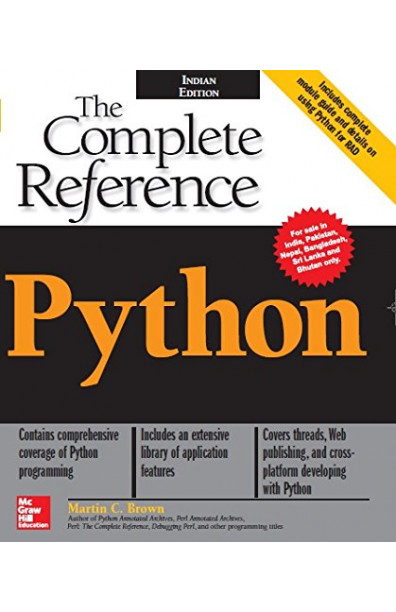 INDIAN
EDITION
The
Complete
Reference
Includes complete
module guide and details on
using Python for RAD
For sale in
India, Pakistan,
Nepal, Bangladesh,
Sri Lanka and
Bhutan only.
Python
Contains comprehensive
coverage of Python
programming
Includes an extensive
library of application
features
Covers threads, Web
publishing, and cross-
platform developing
with Python
Mc
Graw
Hill
Education
Martin C. Brown
Author of Python Annotated Archives, Perl Annotated Archives,
Perl: The Complete Reference, Debugging Perl, and other programming titles